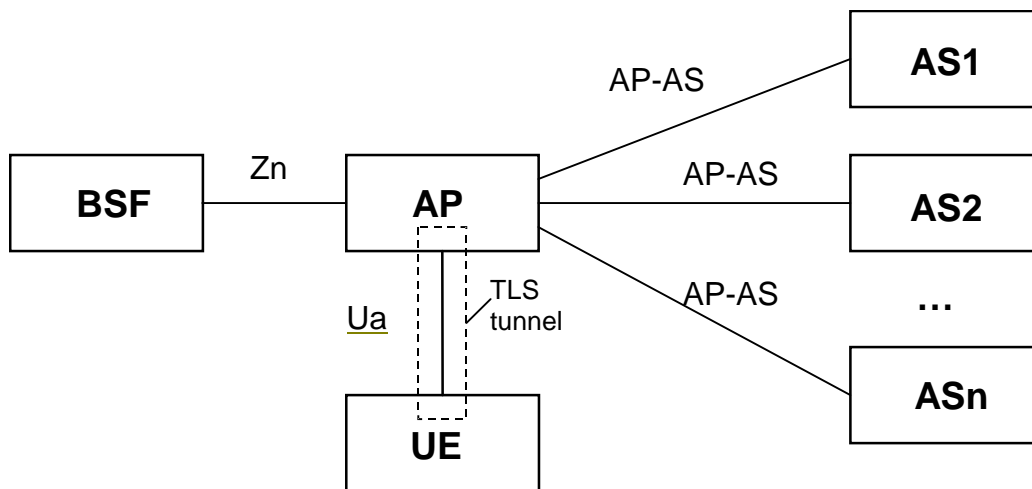 AS1
AP-AS
Zn
AP-AS
BSF
AP
AS2
TLS
tunnel
AP-AS
Ua
...
ASn
UE